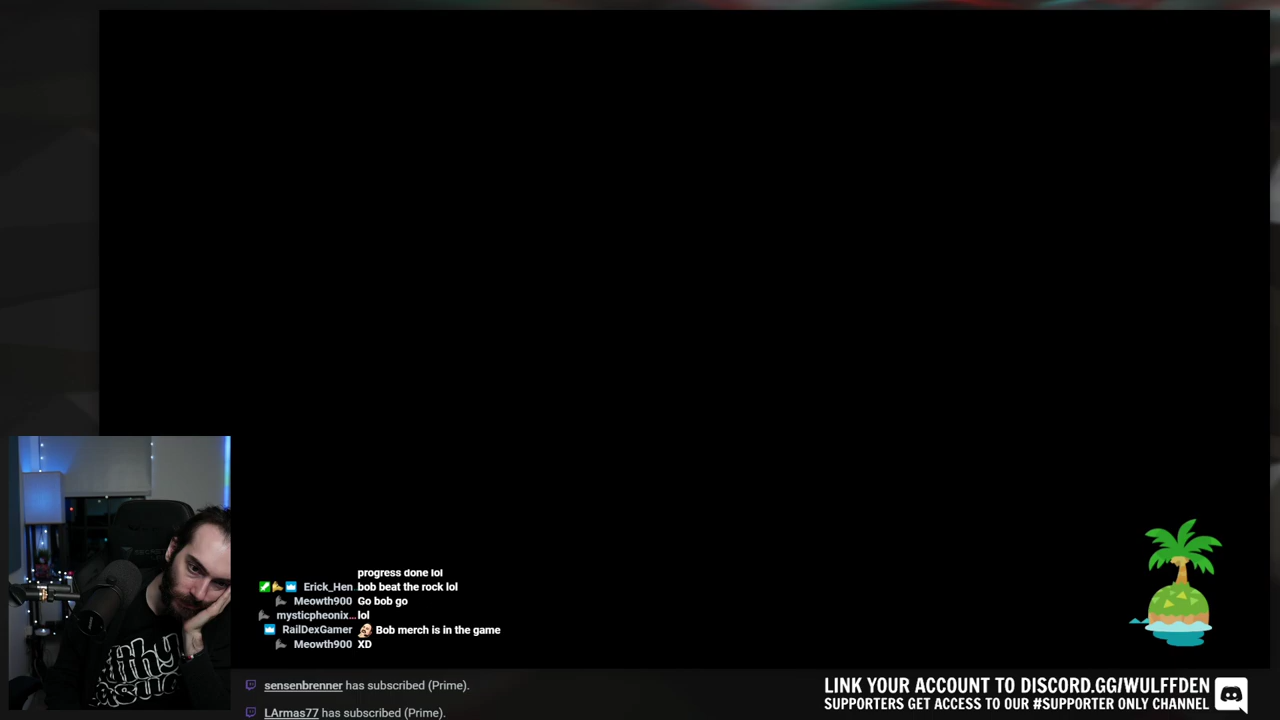 progress done lol
Erick_Hen bob beat the rock lol
Meowth900 Go bob go
mysticpheonix... lol
RailDexGamer Bob merch is in the game
Meowth900 XD
sensenbrenner has subscribed (Prime).
LArmas77 has subscribed (Prime).
LINK YOUR ACCOUNT TO DISCORD.GG/WULFFDEN
SUPPORTERS GET ACCESS TO OUR #SUPPORTER ONLY CHANNEL